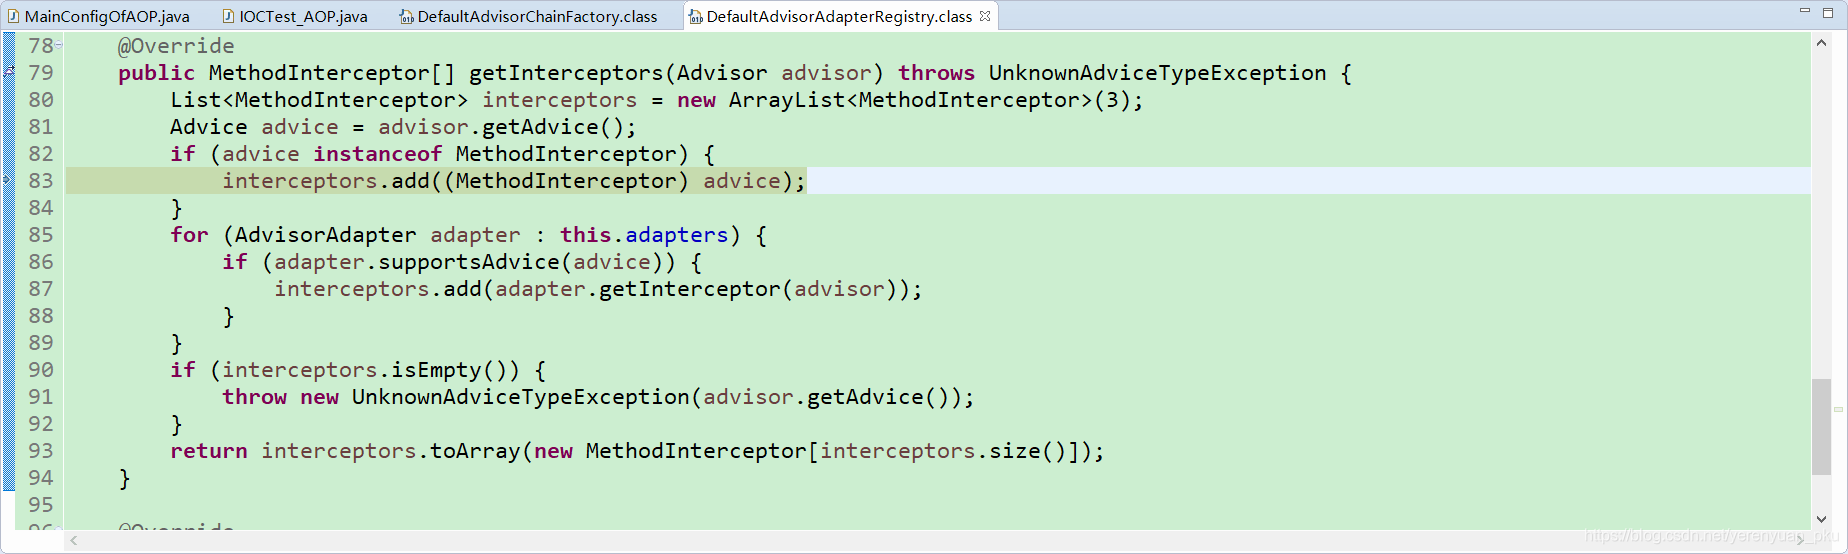 MainConfigOfAOP.java IOCTest_AOP.java DefaultAdvisorChainFactory.class DefaultAdvisorAdapterRegistry.class
78 @Override
79 public MethodInterceptor[] getInterceptors(Advisor advisor) throws UnknownAdviceTypeException {
80 List<MethodInterceptor> interceptors = new ArrayList<MethodInterceptor>(3);
81 Advice advice = advisor.getAdvice();
82 if (advice instanceof MethodInterceptor) {
83 interceptors.add((MethodInterceptor) advice);
84 }
85 for (AdvisorAdapter adapter : this.adapters) {
86 if (adapter.supportsAdvice(advice)) {
87 interceptors.add(adapter.getInterceptor(advisor));
88 }
89 }
90 if (interceptors.isEmpty()) {
91 throw new UnknownAdviceTypeException(advisor.getAdvice());
92 }
93 return interceptors.toArray(new MethodInterceptor[interceptors.size()]);
94 }
95
96 @Override
https://blog.csdn.net/yerenyuan_pku